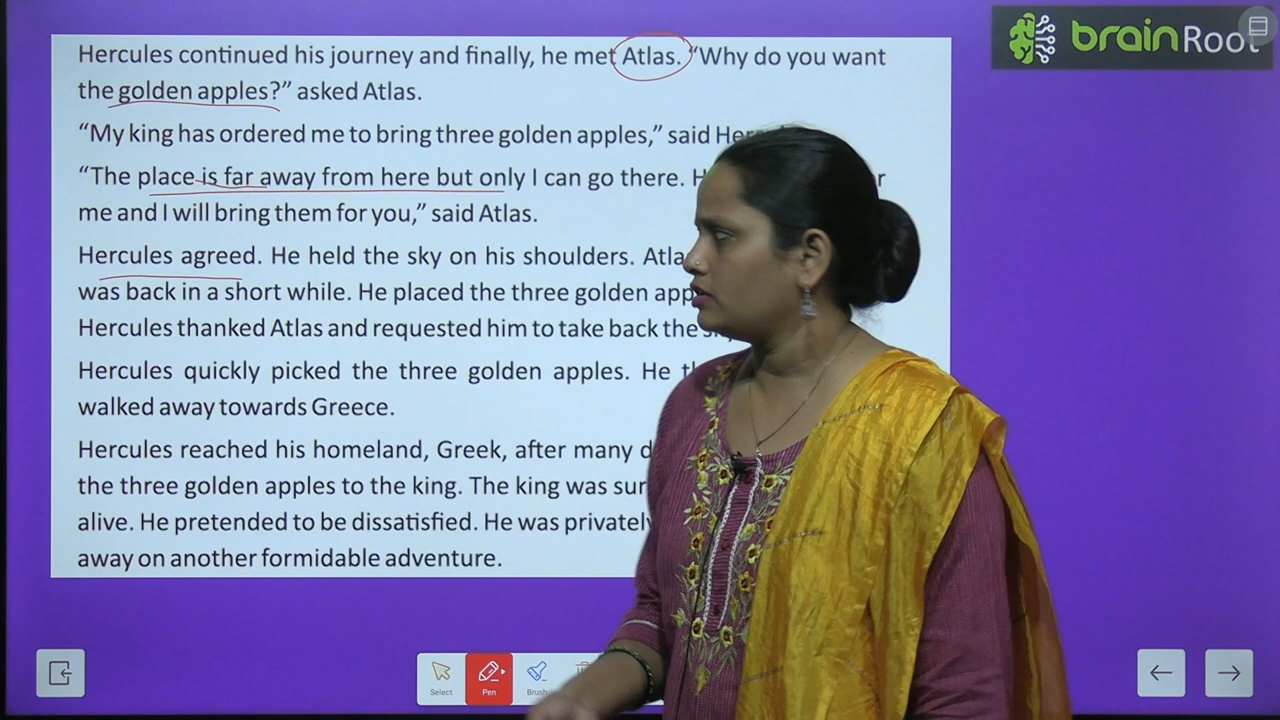 brainRoot
Hercules continued his journey and finally, he met Atlas. “Why do you want
the golden apples?” asked Atlas.
“My king has ordered me to bring three golden apples,” said
“The place is far away from here but only I can go there.
me and I will bring them for you,” said Atlas.
Hercules agreed. He held the sky on his shoulders.
was back in a short while. He placed the three golden
Hercules thanked Atlas and requested him to take back the
Hercules quickly picked the three golden apples. He
walked away towards Greece.
Hercules reached his homeland, Greek, after many
the three golden apples to the king. The king was
alive. He pretended to be dissatisfied. He was privately
away on another formidable adventure.
Select
Pen
Brush